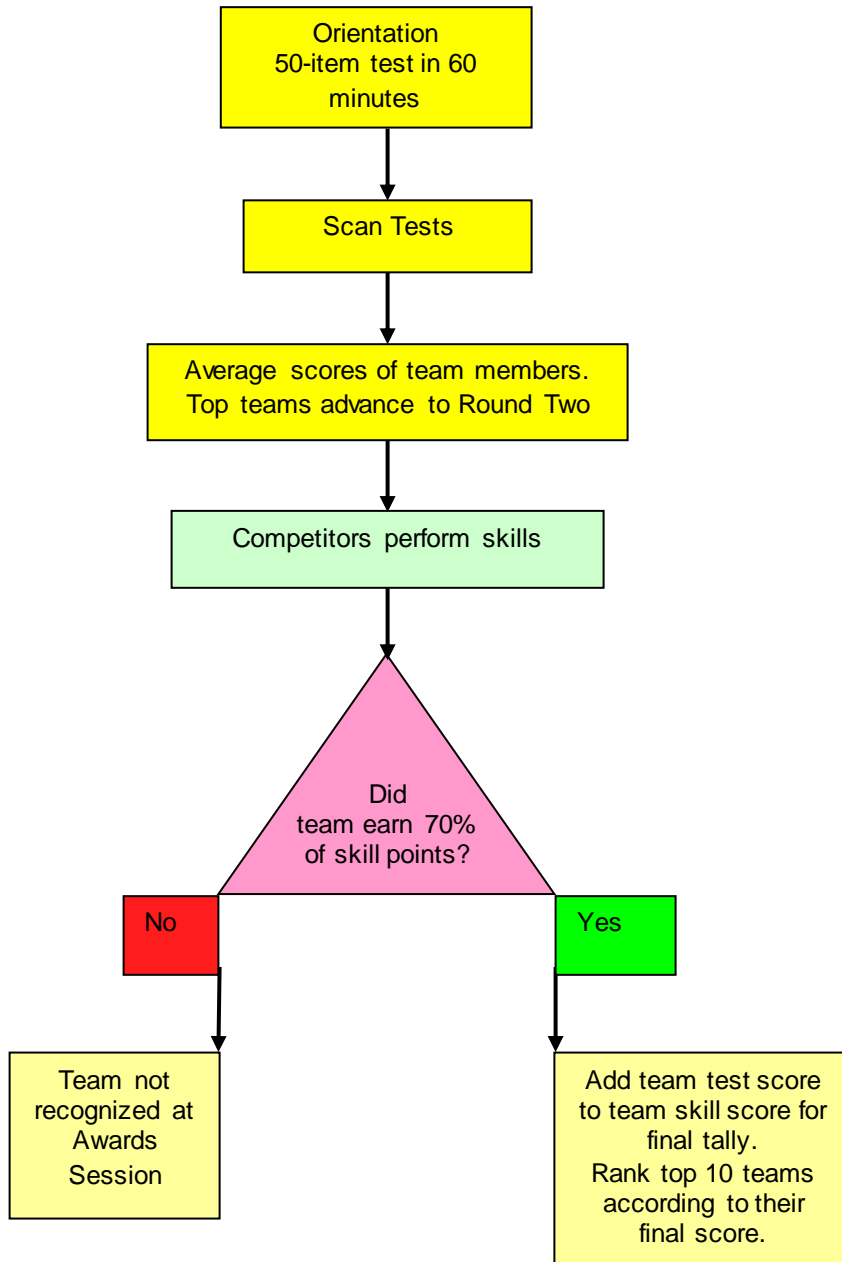 Orientation
50-item test in 60
minutes
Scan Tests
Average scores of team members.
Top teams advance to Round Two
Competitors perform skills
Did
team earn 70%
of skill points?
No
Yes
Team not
recognized at
Awards
Session
Add team test score
to team skill score for
final tally.
Rank top 10 teams
according to their
final score.